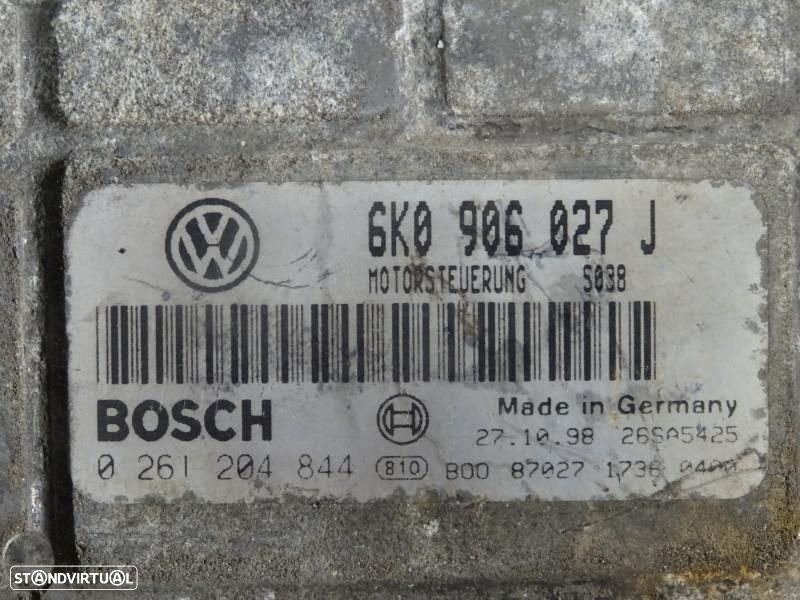 6K0 906 027 J
MOTORSTEUERUNG S038
BOSCH
Made in Germany
27.10.98 26SA5425
0 261 204 844 810 B00 87027 1736
STANDVIRTUAL